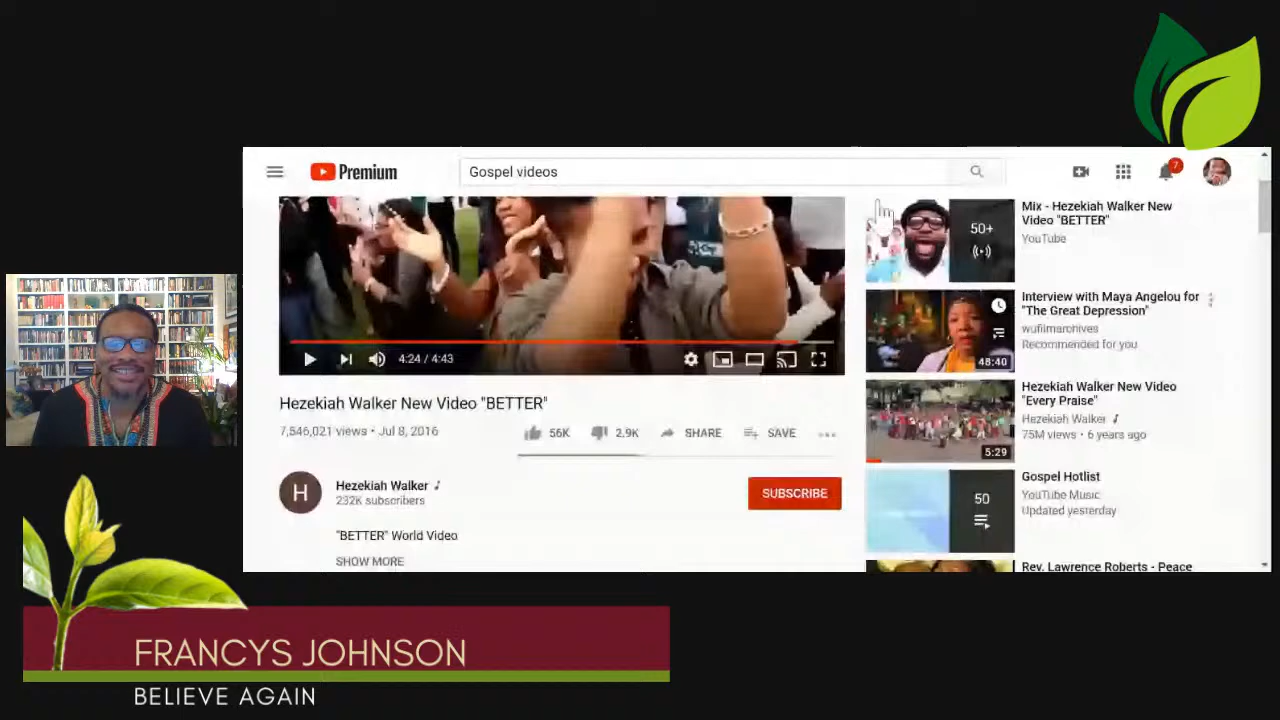 Premium
Gospel videos
7
4:24 / 4:43
Hezekiah Walker New Video "BETTER"
7,546,021 views • Jul 8, 2016
56K
2.9K
SHARE
SAVE
H
Hezekiah Walker
232K subscribers
SUBSCRIBE
"BETTER" World Video
SHOW MORE
50+
Mix - Hezekiah Walker New
Video "BETTER"
YouTube
48:40
Interview with Maya Angelou for
"The Great Depression"
wufilmarchives
Recommended for you
5:29
Hezekiah Walker New Video
"Every Praise"
Hezekiah Walker
75M views • 6 years ago
50
Gospel Hotlist
YouTube Music
Updated yesterday
Rev. Lawrence Roberts - Peace
FRANCYS JOHNSON
BELIEVE AGAIN